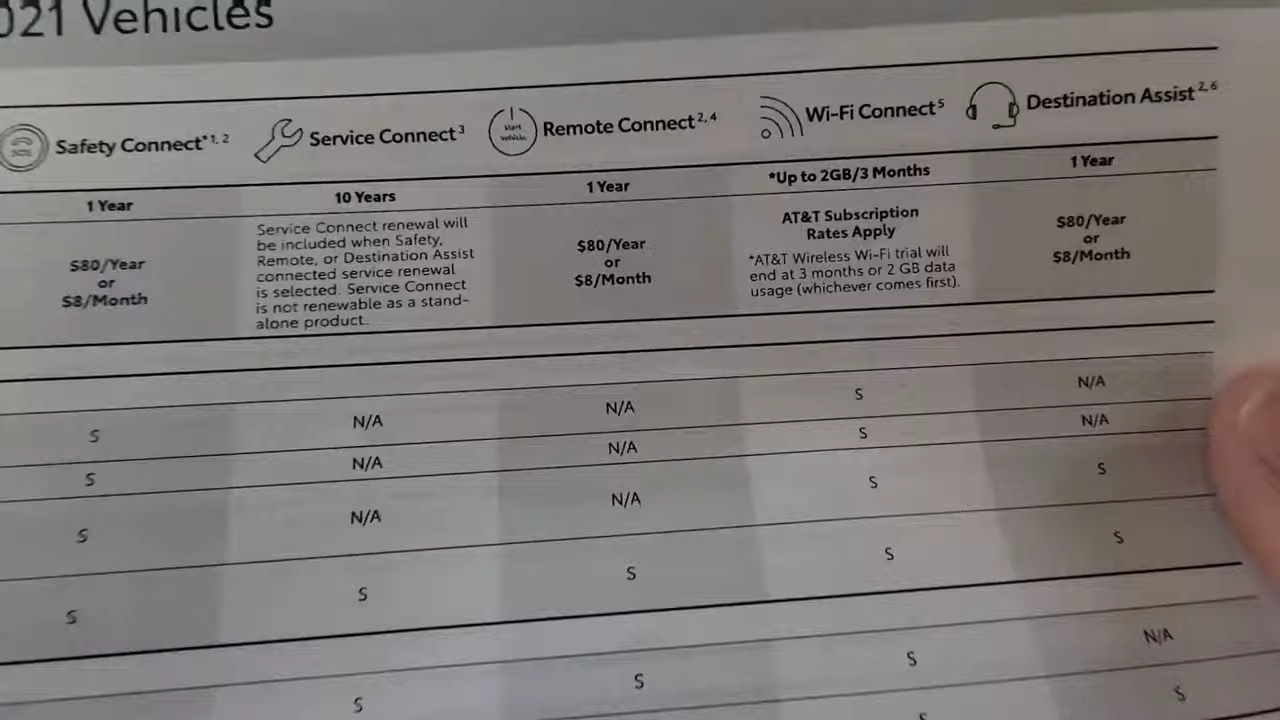 021 Vehicles
Safety Connect*1, 2
Service Connect3
Start
vehicle
Remote Connect2, 4
Wi-Fi Connect5
Destination Assist2, 6
1 Year
10 Years
1 Year
*Up to 2GB/3 Months
1 Year
$80/Year
or
$8/Month
Service Connect renewal will
be included when Safety,
Remote, or Destination Assist
connected service renewal
is selected. Service Connect
is not renewable as a stand-
alone product.
$80/Year
or
$8/Month
AT&T Subscription
Rates Apply
*AT&T Wireless Wi-Fi trial will
end at 3 months or 2 GB data
usage (whichever comes first).
$80/Year
or
$8/Month
S N/A N/A S N/A
S N/A N/A S N/A
S N/A N/A S S
S S S S S
S S S N/A
S S